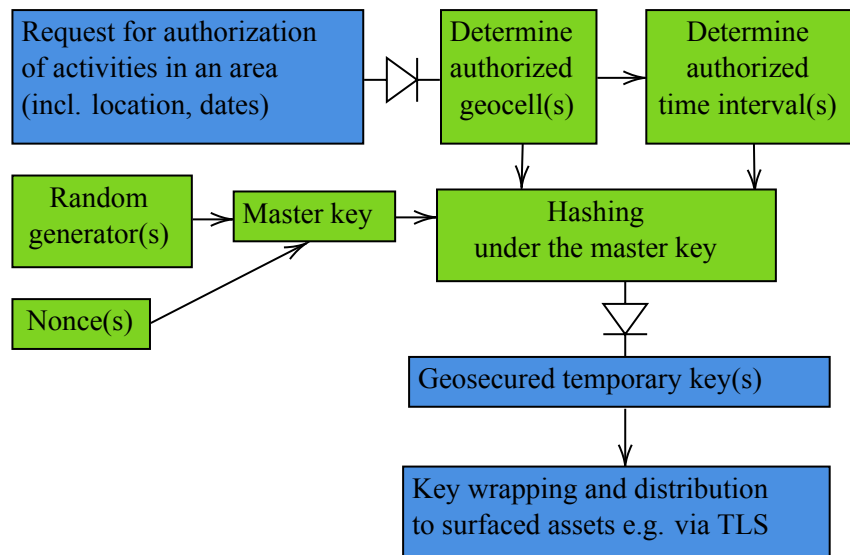 Request for authorization
of activities in an area
(incl. location, dates)
Determine
authorized
geocell(s)
Determine
authorized
time interval(s)
Random
generator(s)
Master key
Hashing
under the master key
Nonce(s)
Geosecured temporary key(s)
Key wrapping and distribution
to surfaced assets e.g. via TLS